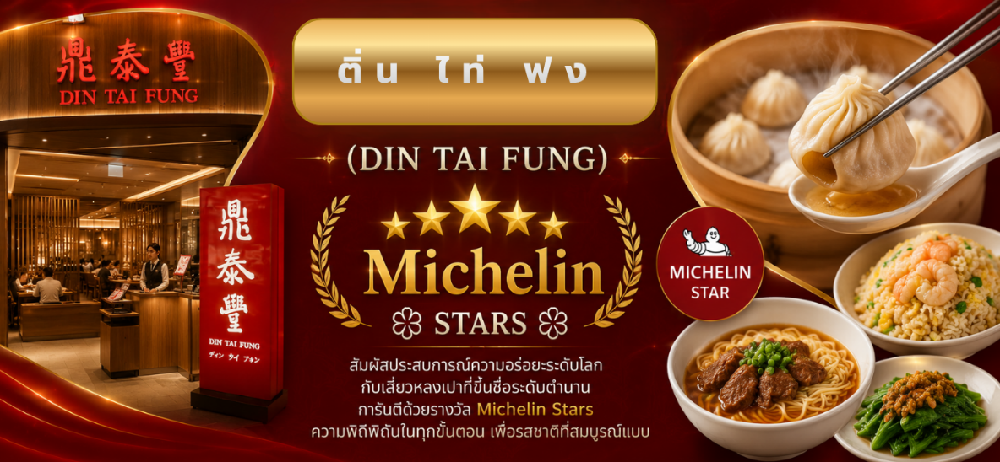 鼎泰豐
DIN TAI FUNG
鼎泰豐
DIN TAI FUNG
ディン タイ フォン
ติ่น ไท่ ฟง
(DIN TAI FUNG)
Michelin
STARS
สัมผัสประสบการณ์ความอร่อยะระดับโลก
กับเสี่ยวหลงเปาที่ขึ้นชื่อระดับตำนาน
การันตีด้วยรางวัล Michelin Stars
ความพิถีพิถันในทุกขั้นตอน เพื่อรสชาติที่สมบูรณ์แบบ
MICHELIN
STAR